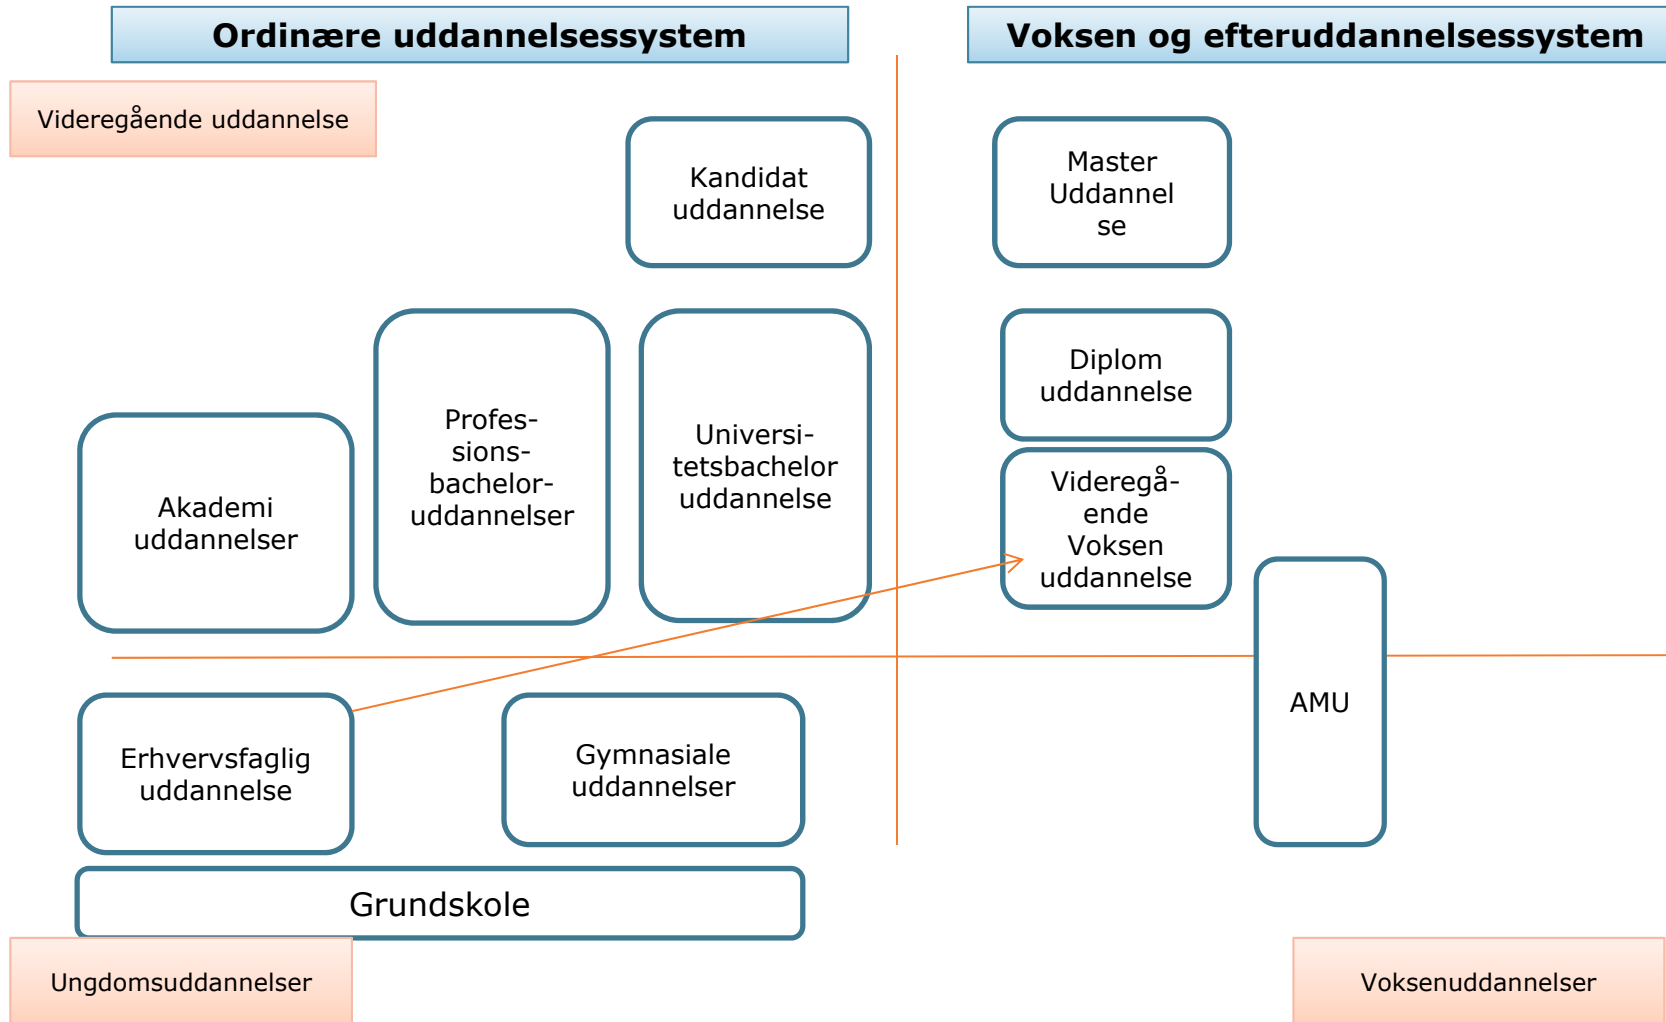 Ordinære uddannelsessystem
Voksen og efteruddannelsessystem
Videregående uddannelse
Kandidat
uddannelse
Master
Uddannel
se
Profes-
sions-
bachelor-
uddannelser
Universi-
tetsbachelor
uddannelse
Diplom
uddannelse
Akademi
uddannelser
Videregå-
ende
Voksen
uddannelse
AMU
Erhvervsfaglig
uddannelse
Gymnasiale
uddannelser
Grundskole
Ungdomsuddannelser
Voksenuddannelser